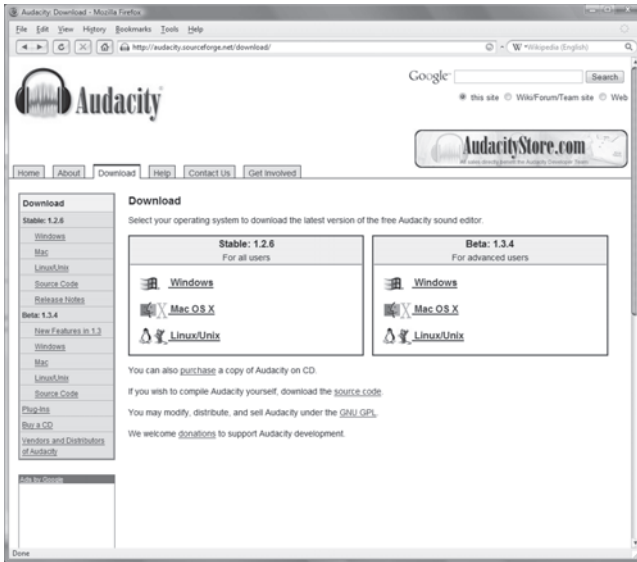 Audacity: Download - Mozilla Firefox
File Edit View History Bookmarks Tools Help
http://audacity.sourceforge.net/download/
Wikipedia (English)
Audacity
Google
Search
this site Wiki/Forum/Team site Web
AudacityStore.com
Home About Download Help Contact Us Get Involved
Download
Stable: 1.2.6
Windows
Mac
Linux/Unix
Source Code
Release Notes
Beta: 1.3.4
New Features in 1.3
Windows
Mac
Linux/Unix
Source Code
Plug-Ins
Buy a CD
Vendors and Distributors
of Audacity
Ads by Google
Download
Select your operating system to download the latest version of the free Audacity sound editor.
Stable: 1.2.6
For all users
Windows
Mac OS X
Linux/Unix
Beta: 1.3.4
For advanced users
Windows
Mac OS X
Linux/Unix
You can also purchase a copy of Audacity on CD.
If you wish to compile Audacity yourself, download the source code.
You may modify, distribute, and sell Audacity under the GNU GPL.
We welcome donations to support Audacity development.
Done